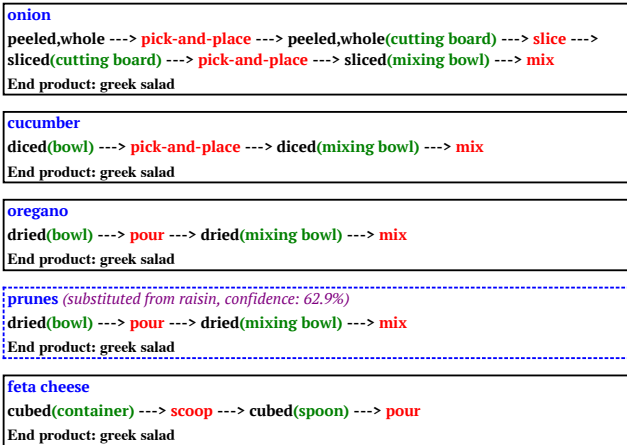 onion
peeled,whole ---> pick-and-place ---> peeled,whole(cutting board) ---> slice --->
sliced(cutting board) ---> pick-and-place ---> sliced(mixing bowl) ---> mix
End product: greek salad
cucumber
diced(bowl) ---> pick-and-place ---> diced(mixing bowl) ---> mix
End product: greek salad
oregano
dried(bowl) ---> pour ---> dried(mixing bowl) ---> mix
End product: greek salad
prunes (substituted from raisin, confidence: 62.9%)
dried(bowl) ---> pour ---> dried(mixing bowl) ---> mix
End product: greek salad
feta cheese
cubed(container) ---> scoop ---> cubed(spoon) ---> pour
End product: greek salad